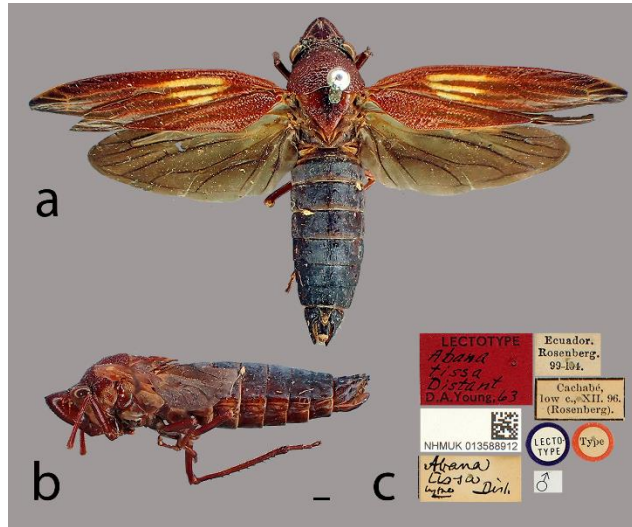 a
b
c
LECTOTYPE
Abana
tissa
Distant
D.A.Young, 63
NHMUK 013588912
Abana
tissa
Dist.
Ecuador.
Rosenberg.
99-194.
Cachabé,
low c., XII. 96.
(Rosenberg).
LECTO-
TYPE
Type
♂